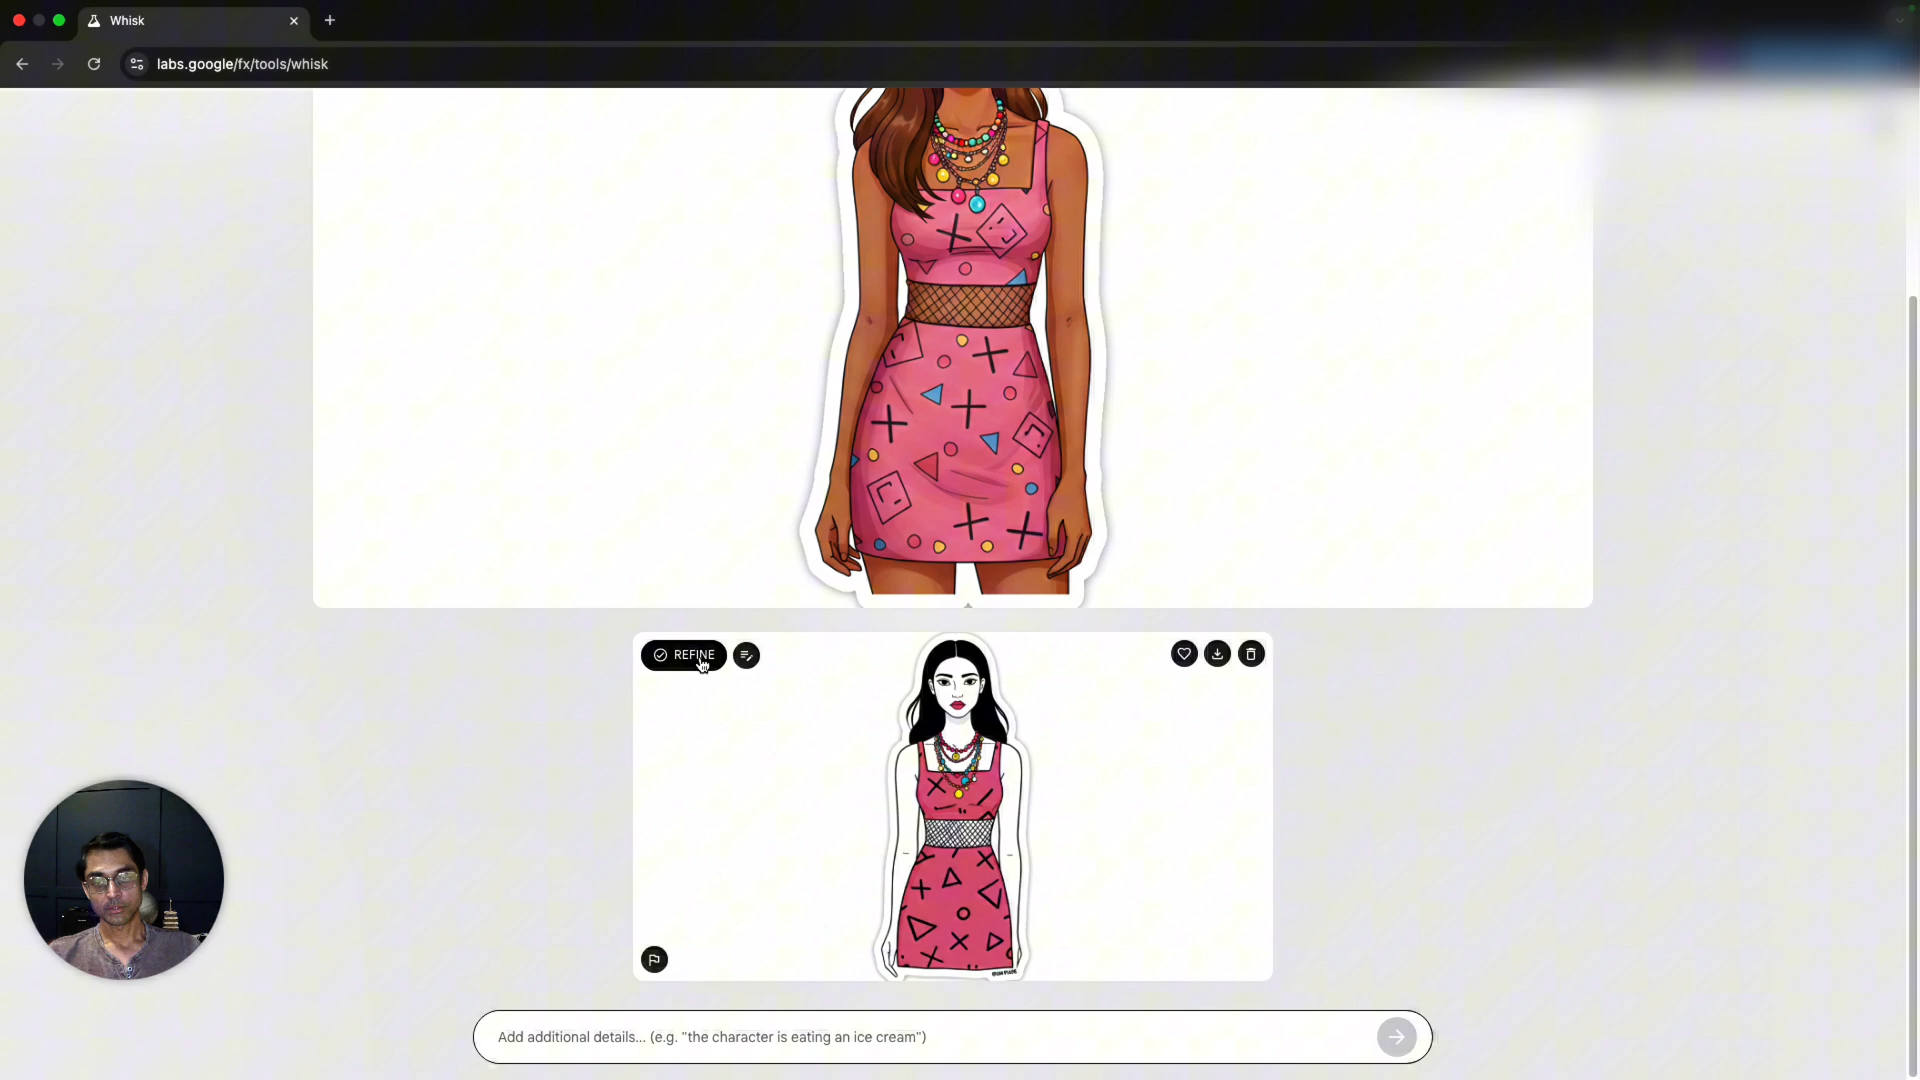 Whisk
labs.google/fx/tools/whisk
REFINE
Add additional details... (e.g. "the character is eating an ice cream")